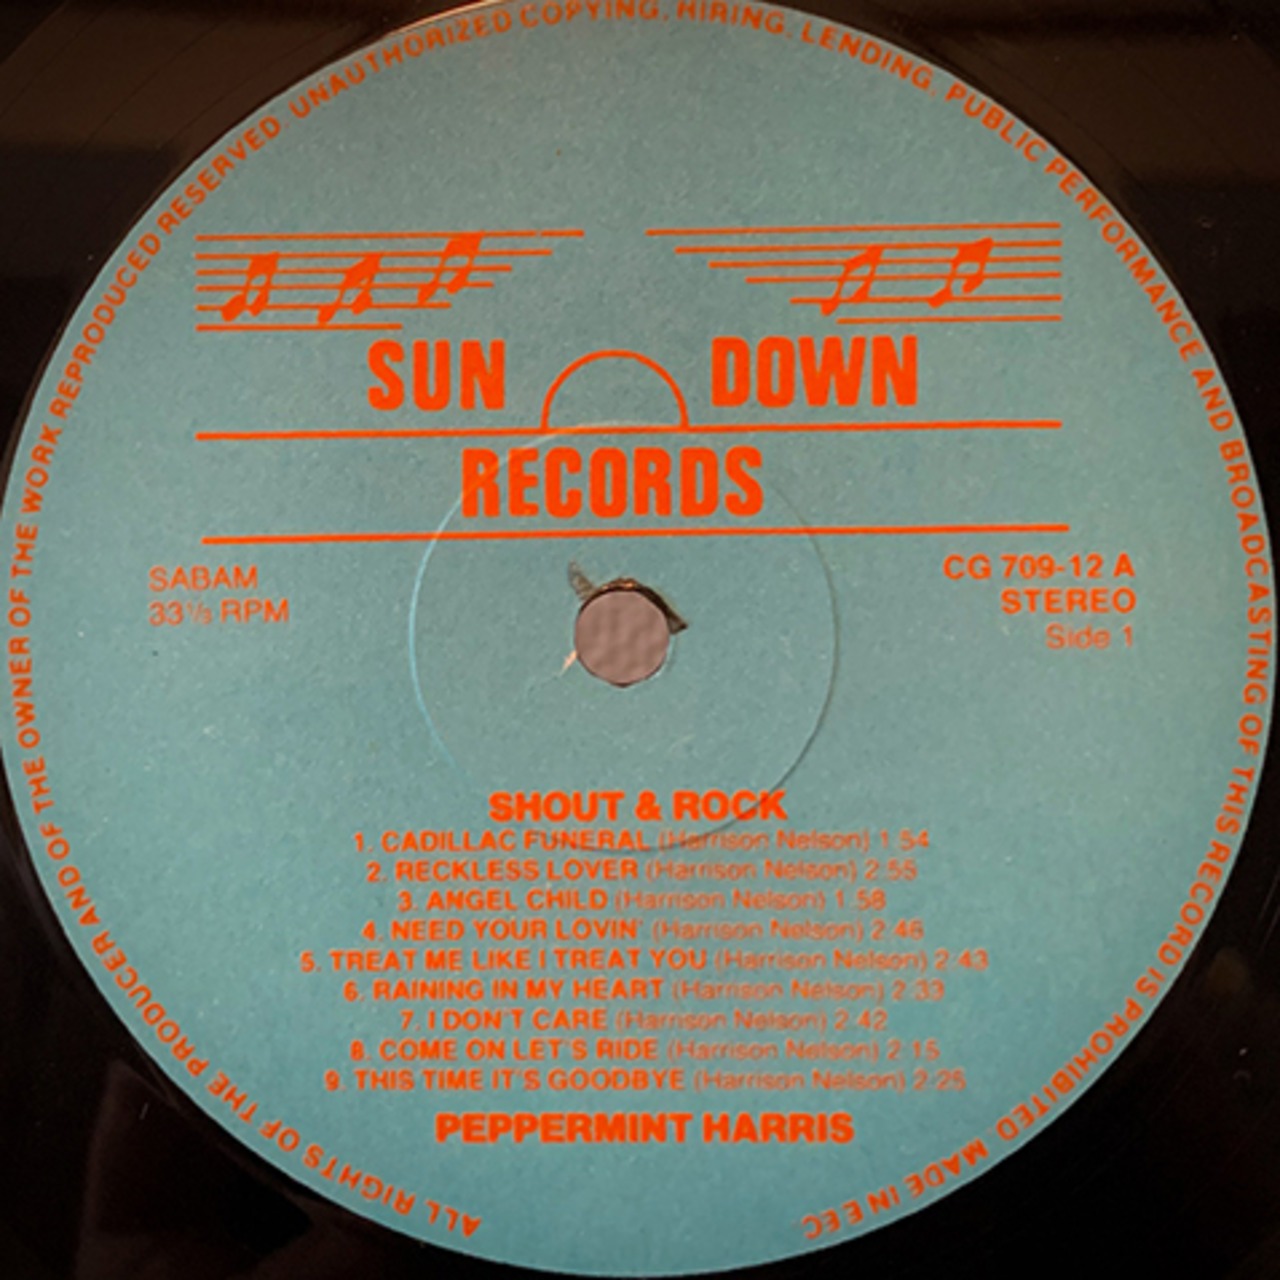 ALL RIGHTS OF THE PRODUCER AND OF THE OWNER OF THE WORK REPRODUCED RESERVED. UNAUTHORIZED COPYING, HIRING, LENDING, PUBLIC PERFORMANCE AND BROADCASTING OF THIS RECORD IS PROHIBITED. MADE IN EEC
SUN DOWN
RECORDS
SABAM
33⅓ RPM
CG 709-12 A
STEREO
Side 1
SHOUT & ROCK
1. CADILLAC FUNERAL (Harrison Nelson) 1:54
2. RECKLESS LOVER (Harrison Nelson) 2:55
3. ANGEL CHILD (Harrison Nelson) 1:58
4. NEED YOUR LOVIN' (Harrison Nelson) 2:46
5. TREAT ME LIKE I TREAT YOU (Harrison Nelson) 2:43
6. RAINING IN MY HEART (Harrison Nelson) 2:33
7. I DON'T CARE (Harrison Nelson) 2:42
8. COME ON LET'S RIDE (Harrison Nelson) 2:15
9. THIS TIME IT'S GOODBYE (Harrison Nelson) 2:25
PEPPERMINT HARRIS